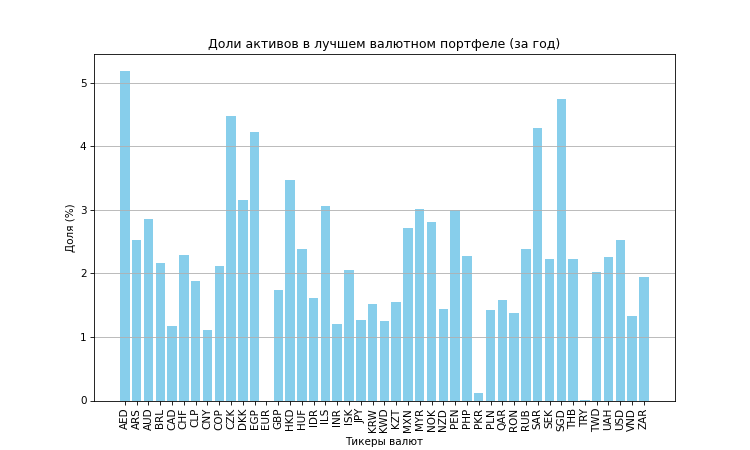 Доли активов в лучшем валютном портфеле (за год)
Доля (%)
5
4
3
2
1
0
AED ARS AUD BRL CAD CHF CLP CNY COP CZK DKK EGP EUR GBP HKD HUF IDR ILS INR ISK JPY KRW KWD KZT MXN MYR NOK NZD PEN PHP PKR PLN QAR RON RUB SAR SEK SGD THB TRY TWD UAH USD VND ZAR
Тикеры валют